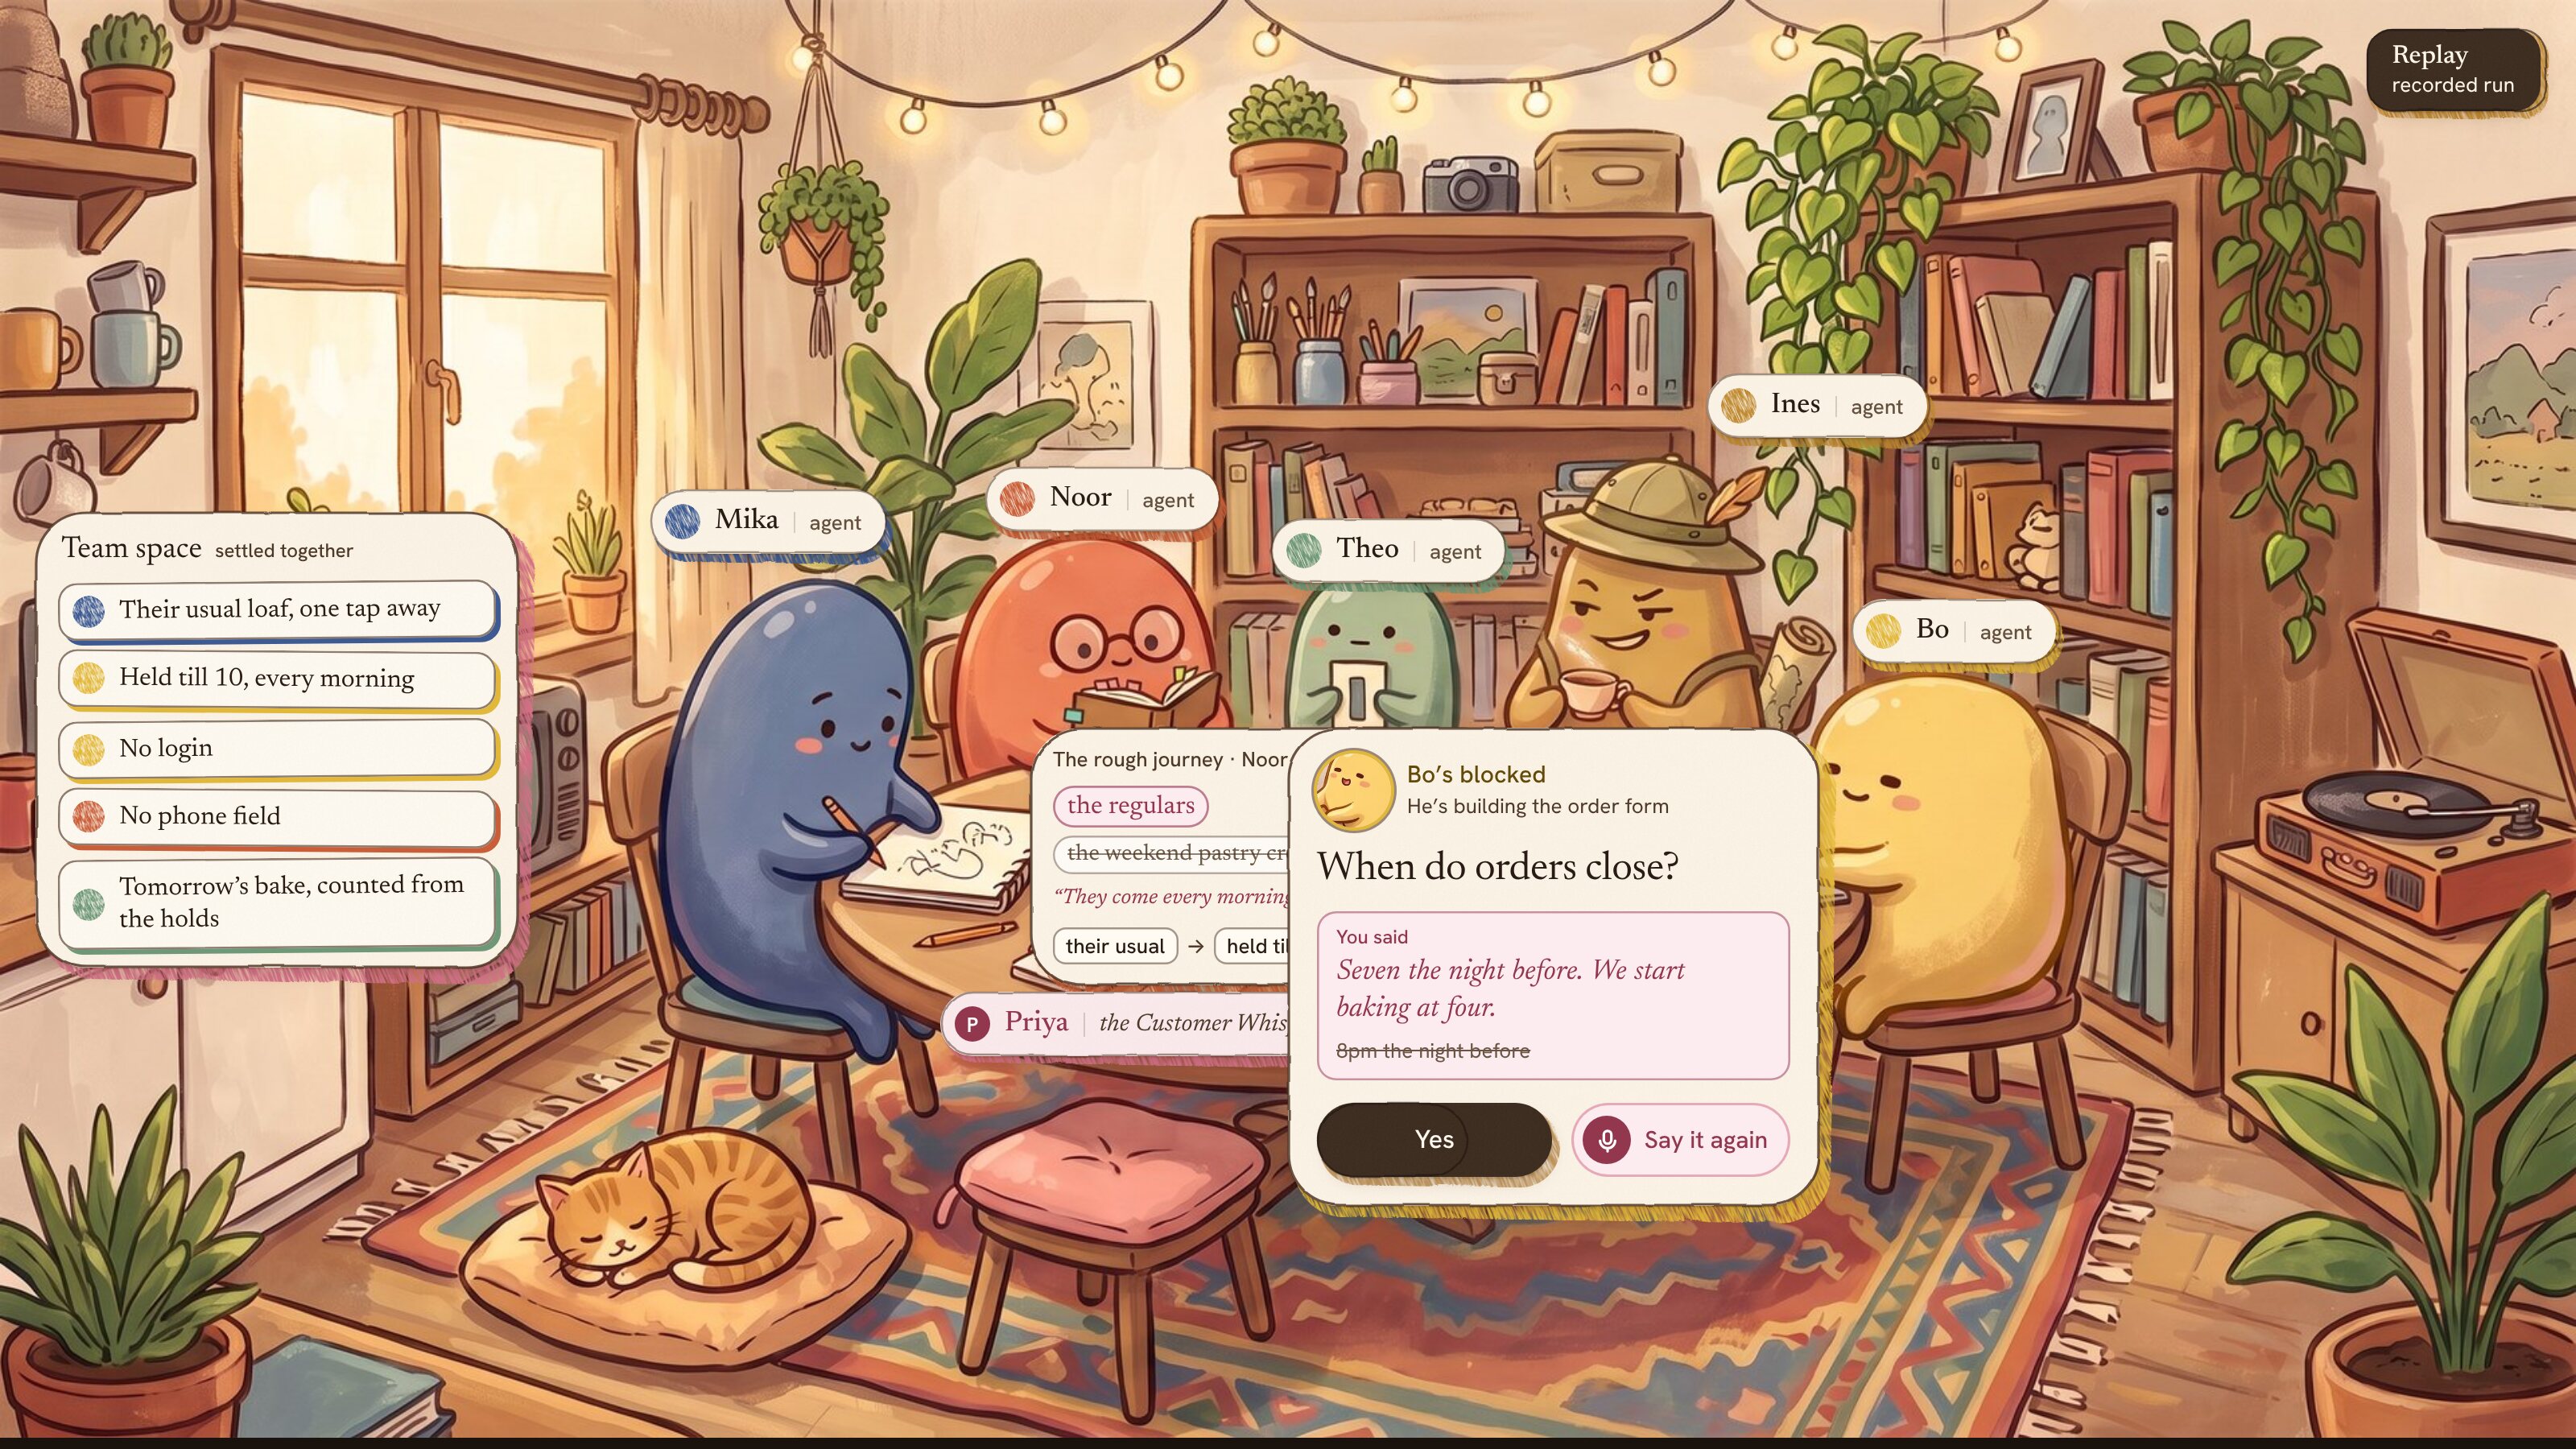 Replay
recorded run
Ines agent
Noor agent
Mika agent
Theo agent
Bo agent
Team space settled together
Their usual loaf, one tap away
Held till 10, every morning
No login
No phone field
Tomorrow’s bake, counted from
the holds
The rough journey · Noor
the regulars
the weekend pastry
“They come every morning
their usual → held
P Priya the Customer
Bo’s blocked
He’s building the order form
When do orders close?
You said
Seven the night before. We start
baking at four.
8pm the night before
Yes
Say it again